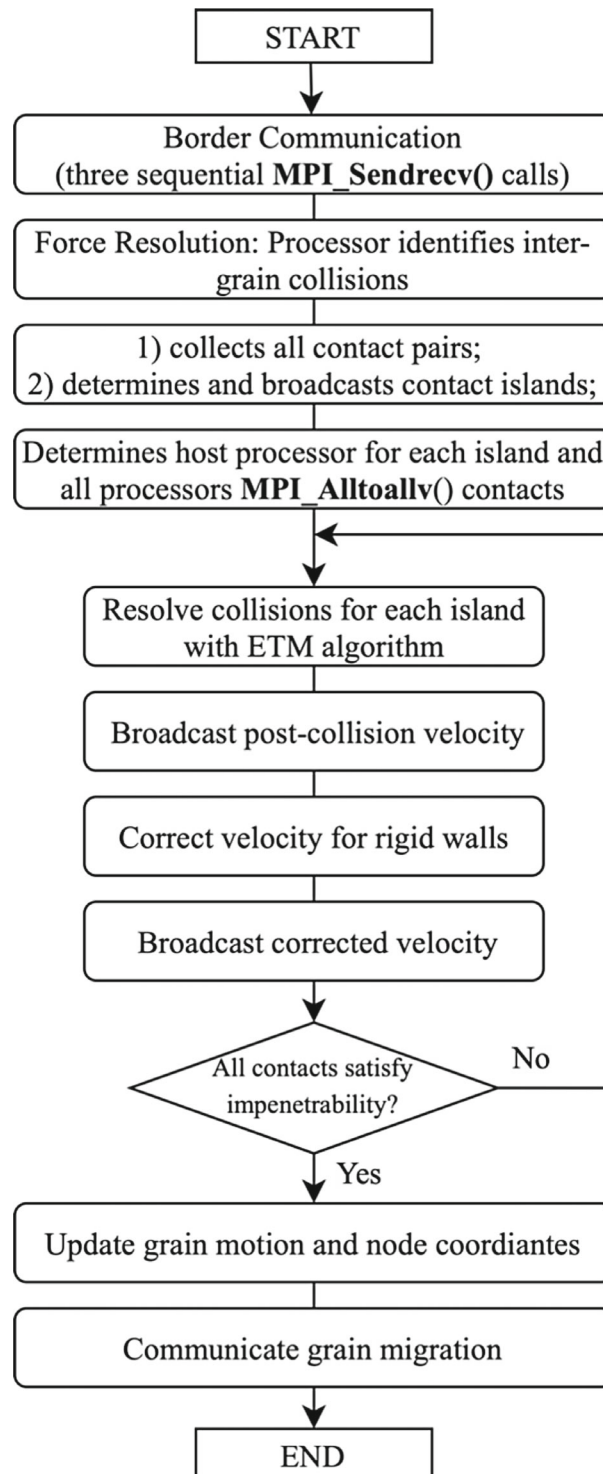 START
Border Communication
(three sequential MPI_Sendrecv() calls)
Force Resolution: Processor identifies inter-
grain collisions
1) collects all contact pairs;
2) determines and broadcasts contact islands;
Determines host processor for each island and
all processors MPI_Alltoallv() contacts
Resolve collisions for each island
with ETM algorithm
Broadcast post-collision velocity
Correct velocity for rigid walls
Broadcast corrected velocity
All contacts satisfy
impenetrability?
No
Yes
Update grain motion and node coordiantes
Communicate grain migration
END